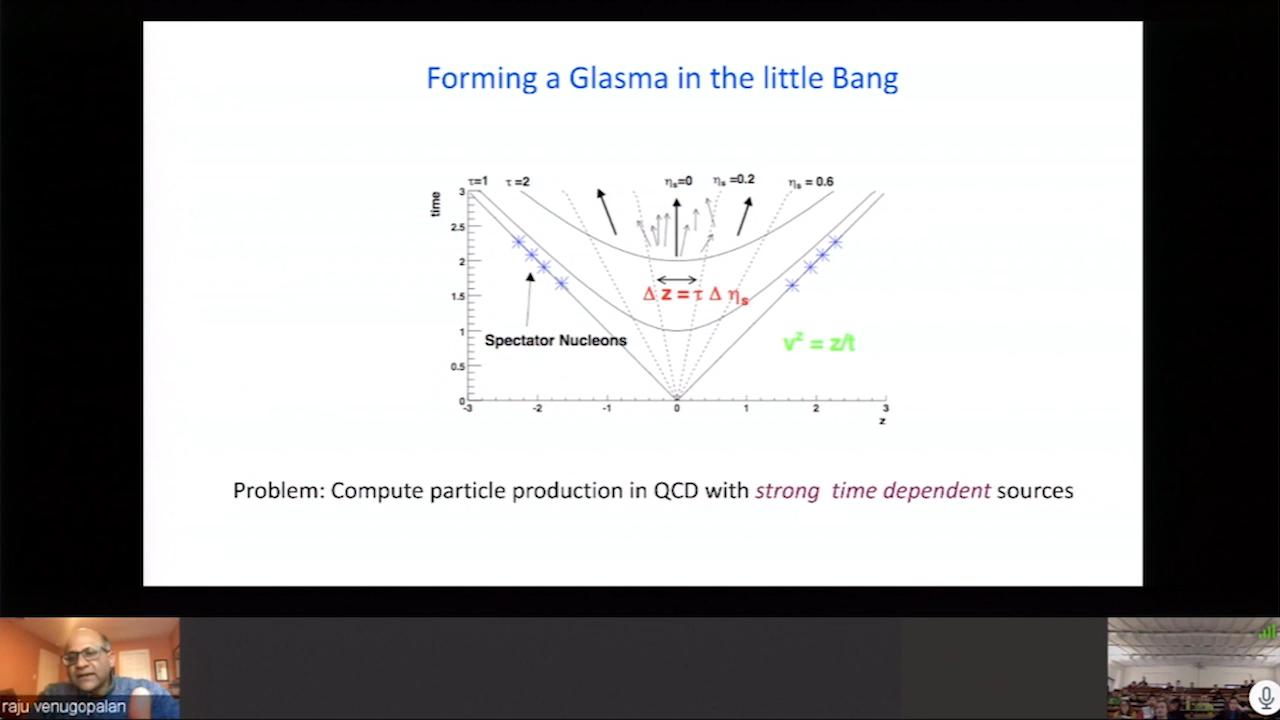 Forming a Glasma in the little Bang
τ=1 τ=2 ηs=0 ηs=0.2 ηs = 0.6
time
3
2.5
2
1.5
1
0.5
0
Δ z = τ Δ ηs
Spectator Nucleons
vz = z/t
-3 -2 -1 0 1 2 3
z
Problem: Compute particle production in QCD with strong time dependent sources
raju venugopalan